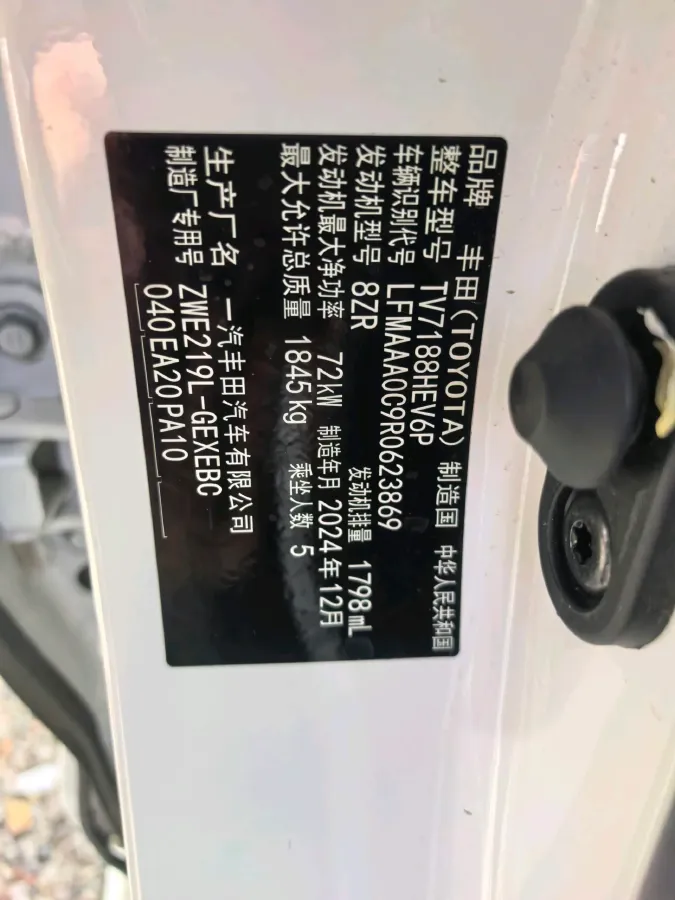 品牌 丰田(TOYOTA) 制造国 中华人民共和国
整车型号 TV7188HEV6P
车辆识别代号 LFMAAA0C9R0623869
发动机型号 8ZR 发动机排量 1798mL
发动机最大净功率 72kW 制造年月 2024年12月
最大允许总质量 1845kg 乘坐人数 5
生产厂名 一汽丰田汽车有限公司
制造厂专用号 ZWE219L-GEXEBC
040 EA20 PA10